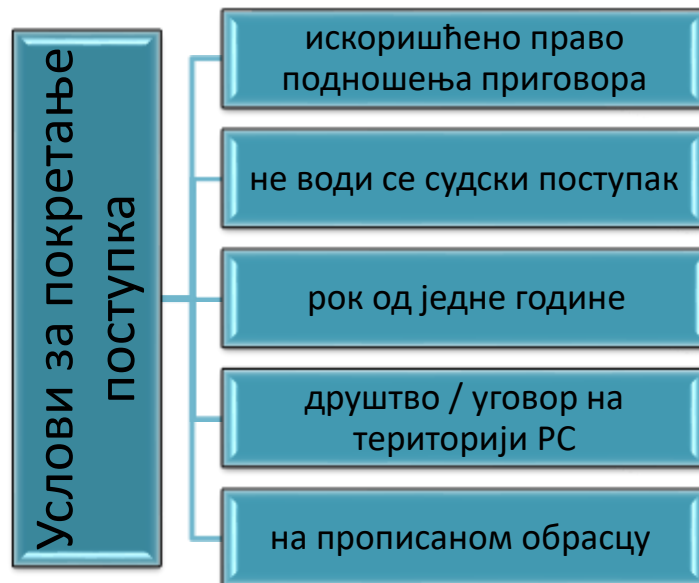 Услови за покретање
поступка
искоришћено право
подношења приговора
не води се судски поступак
рок од једне године
друштво / уговор на
територији РС
на прописаном обрасцу